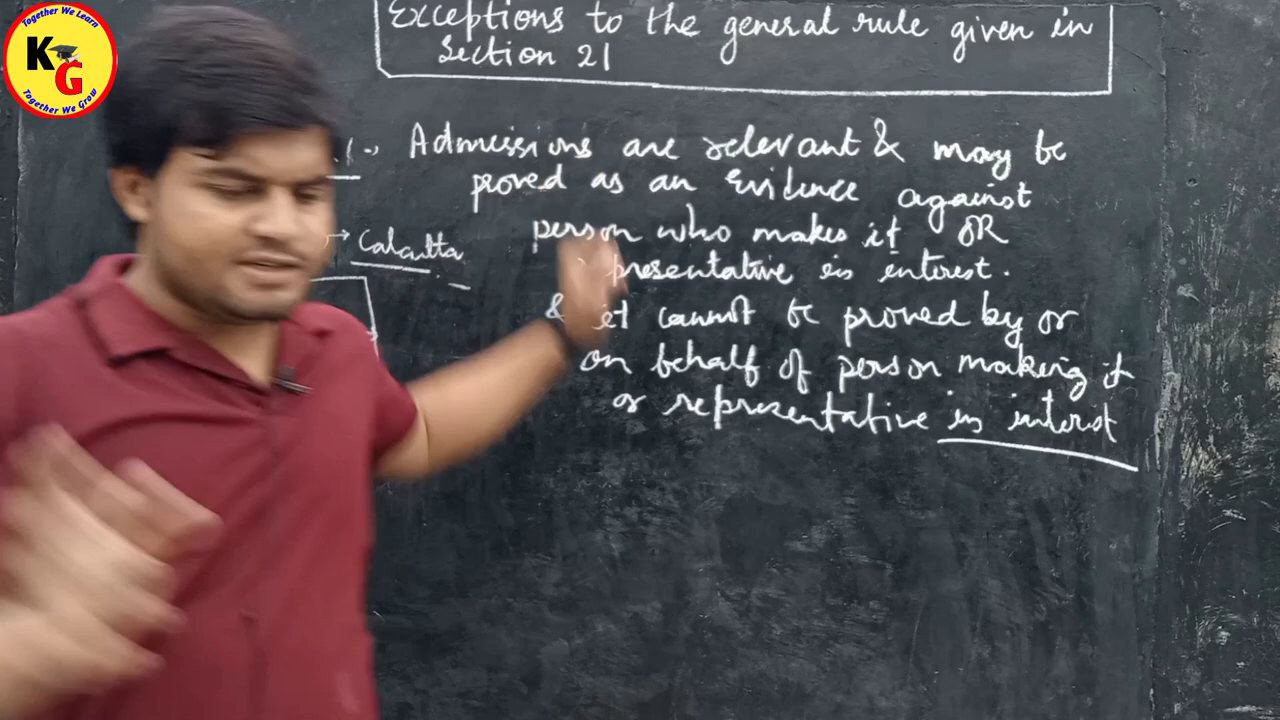 Together We Learn
KG
Together We Grow
Exceptions to the general rule given in
Section 21
Admissions are relevant & may be
proved as an Evidence against
person who makes it OR
presentative in interest.
& it cannot be proved by or
on behalf of person making it
or representative in interest
→ Calcutta